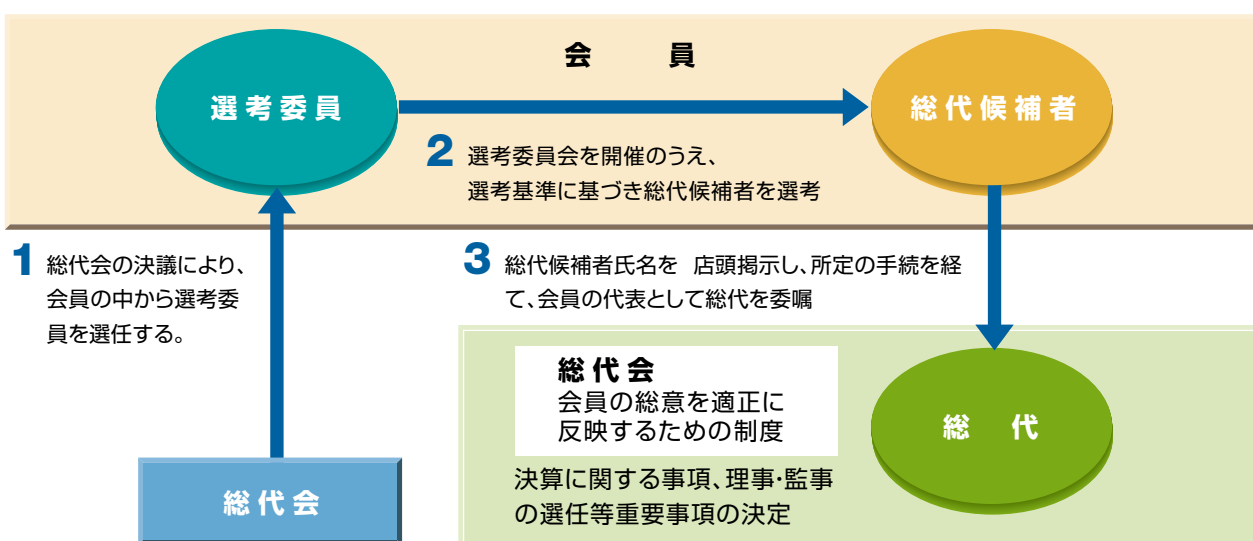 会　員
選考委員
総代候補者
2 選考委員会を開催のうえ、
選考基準に基づき総代候補者を選考
1 総代会の決議により、
会員の中から選考委
員を選任する。
3 総代候補者氏名を 店頭掲示し、所定の手続を経
て、会員の代表として総代を委嘱
総代会
会員の総意を適正に
反映するための制度
総　代
決算に関する事項、理事・監事
の選任等重要事項の決定
総代会